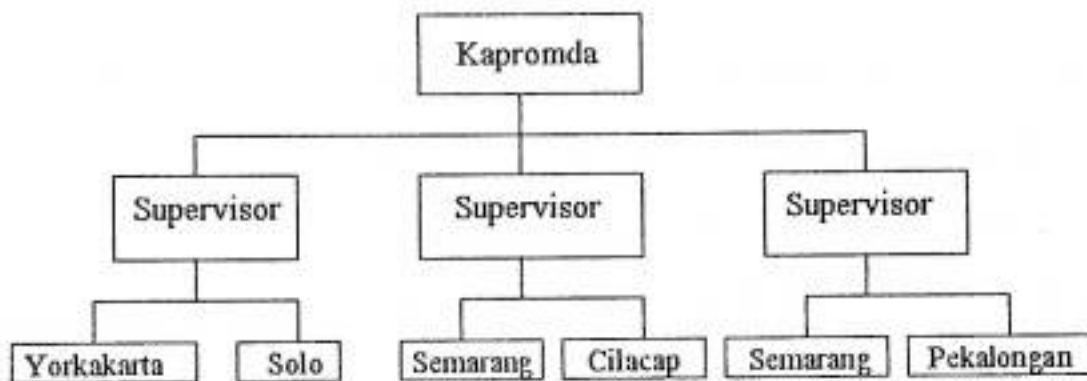 Kapromda
Supervisor
Supervisor
Supervisor
Yorkakarta
Solo
Semarang
Cilacap
Semarang
Pekalongan